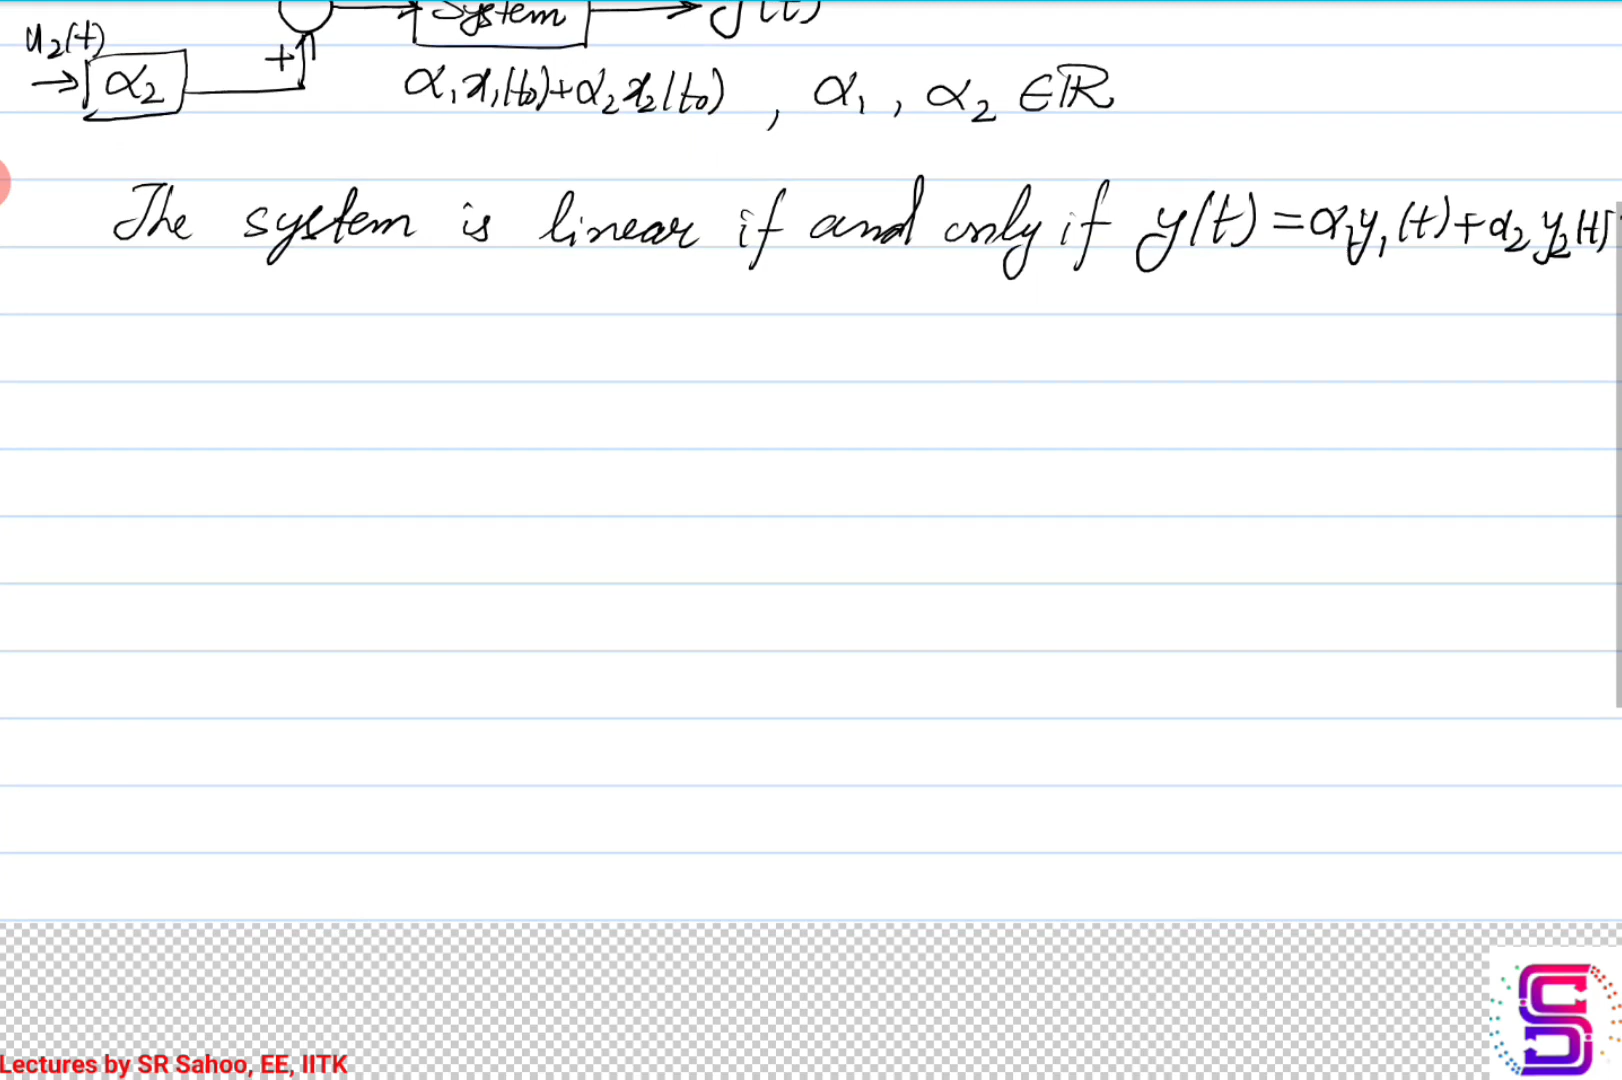 System → y(t)
u₂(t)
→ α₂ +
α₁x₁(t₀)+α₂x₂(t₀) , α₁ , α₂ ∈ℝ
The system is linear if and only if y(t)=α₁y₁(t)+α₂y₂(t)
Lectures by SR Sahoo, EE, IITK